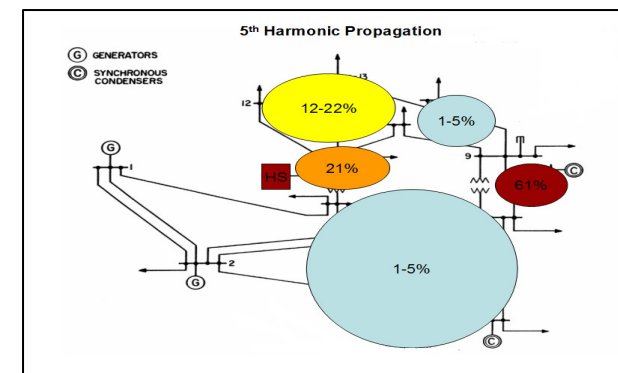 5th Harmonic Propagation
G GENERATORS
C SYNCHRONOUS
CONDENSERS
13
12-22%
1-5%
12
G
9
21%
HS
61%
C
1
2
1-5%
G
C